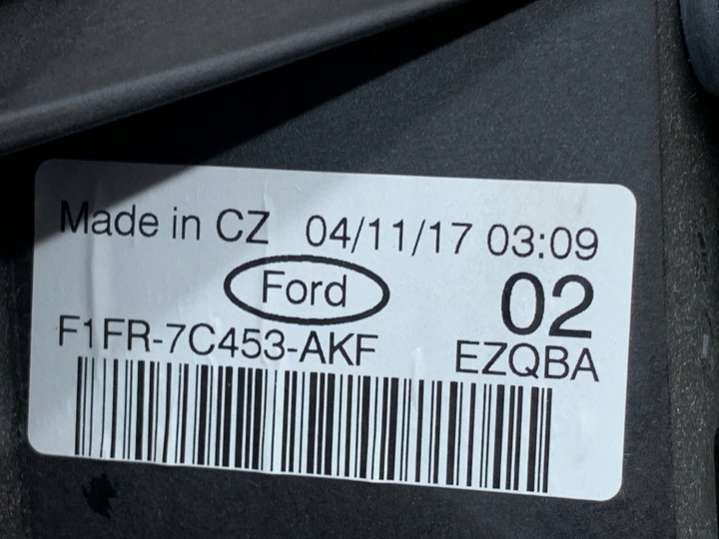 Made in CZ 04/11/17 03:09
Ford 02
F1FR-7C453-AKF EZQBA